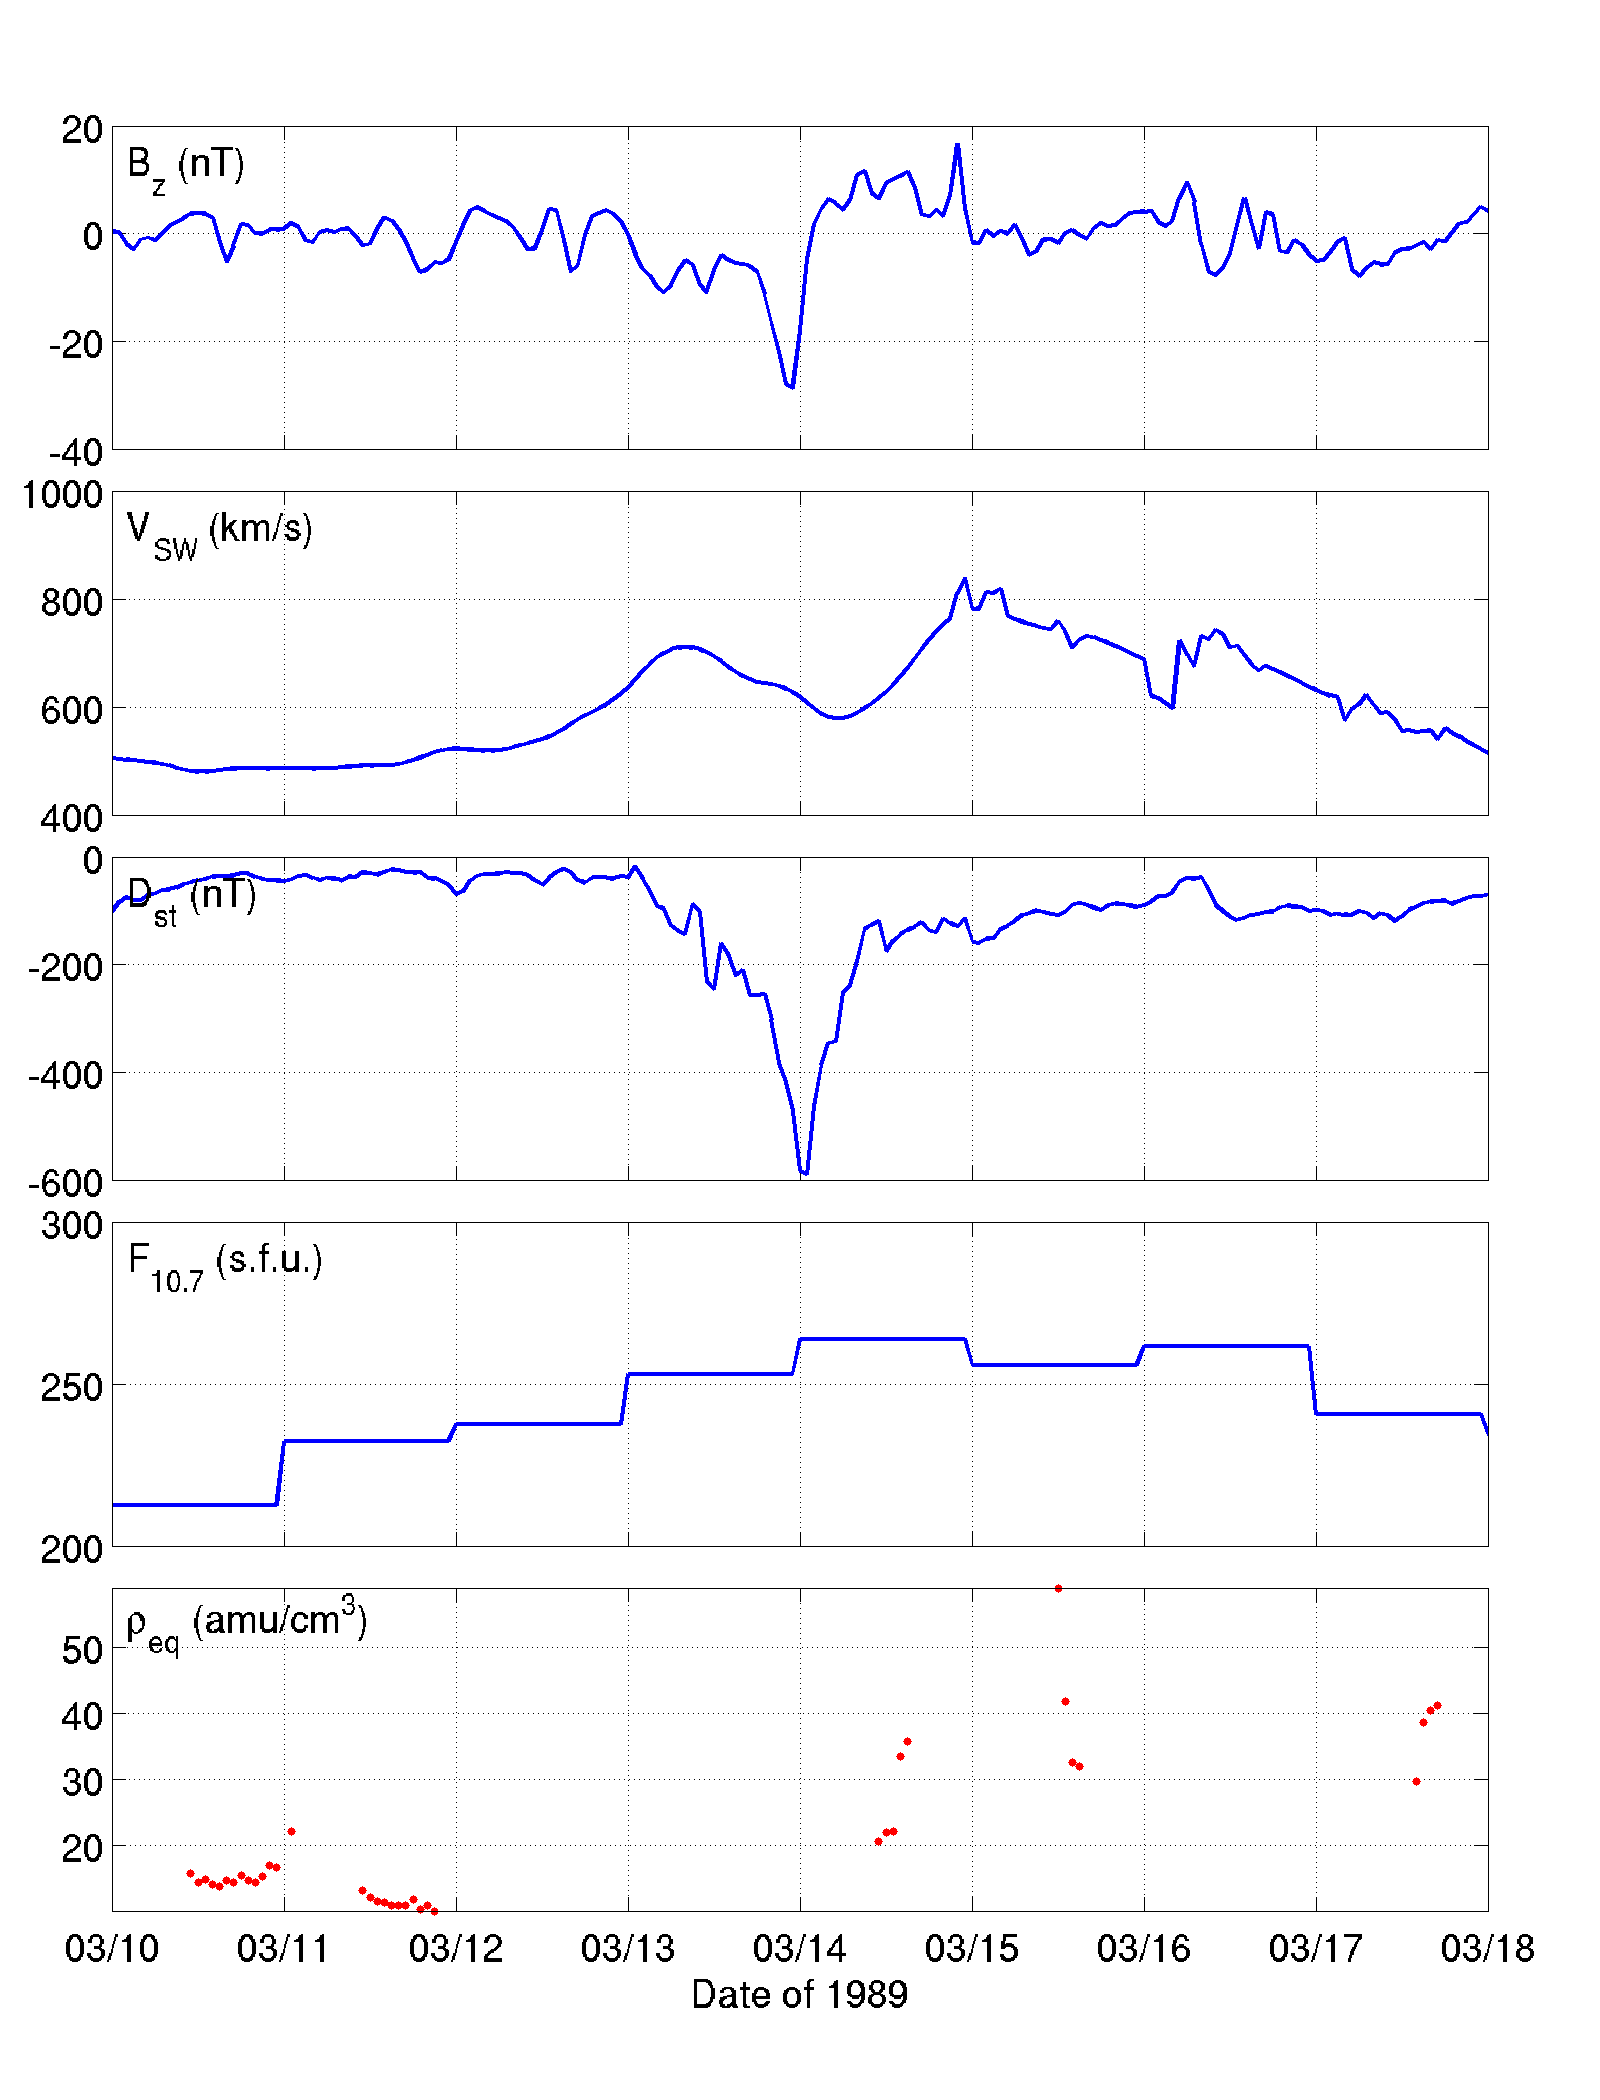 20
B_z (nT)
0
-20
-40
1000
V_SW (km/s)
800
600
400
0
D_st (nT)
-200
-400
-600
300
F_10.7 (s.f.u.)
250
200
ρ_eq (amu/cm^3)
50
40
30
20
03/10 03/11 03/12 03/13 03/14 03/15 03/16 03/17 03/18
Date of 1989